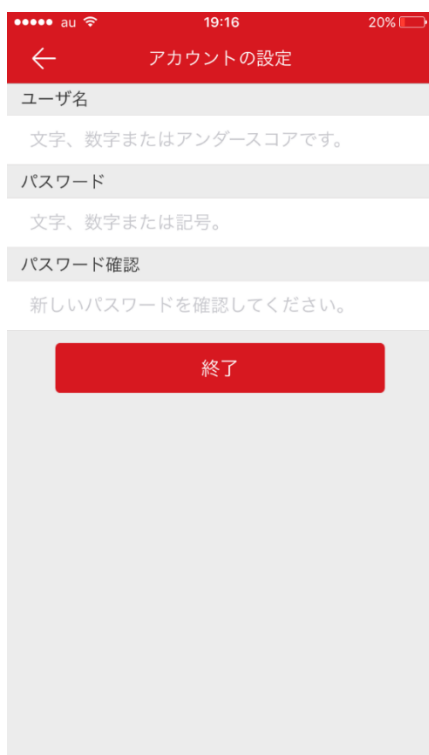 au 19:16 20%
アカウントの設定
ユーザ名
文字、数字またはアンダースコアです。
パスワード
文字、数字または記号。
パスワード確認
新しいパスワードを確認してください。
終了